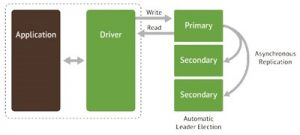 Application
Driver
Write
Read
Primary
Secondary
Secondary
Asynchronous
Replication
Automatic
Leader Election